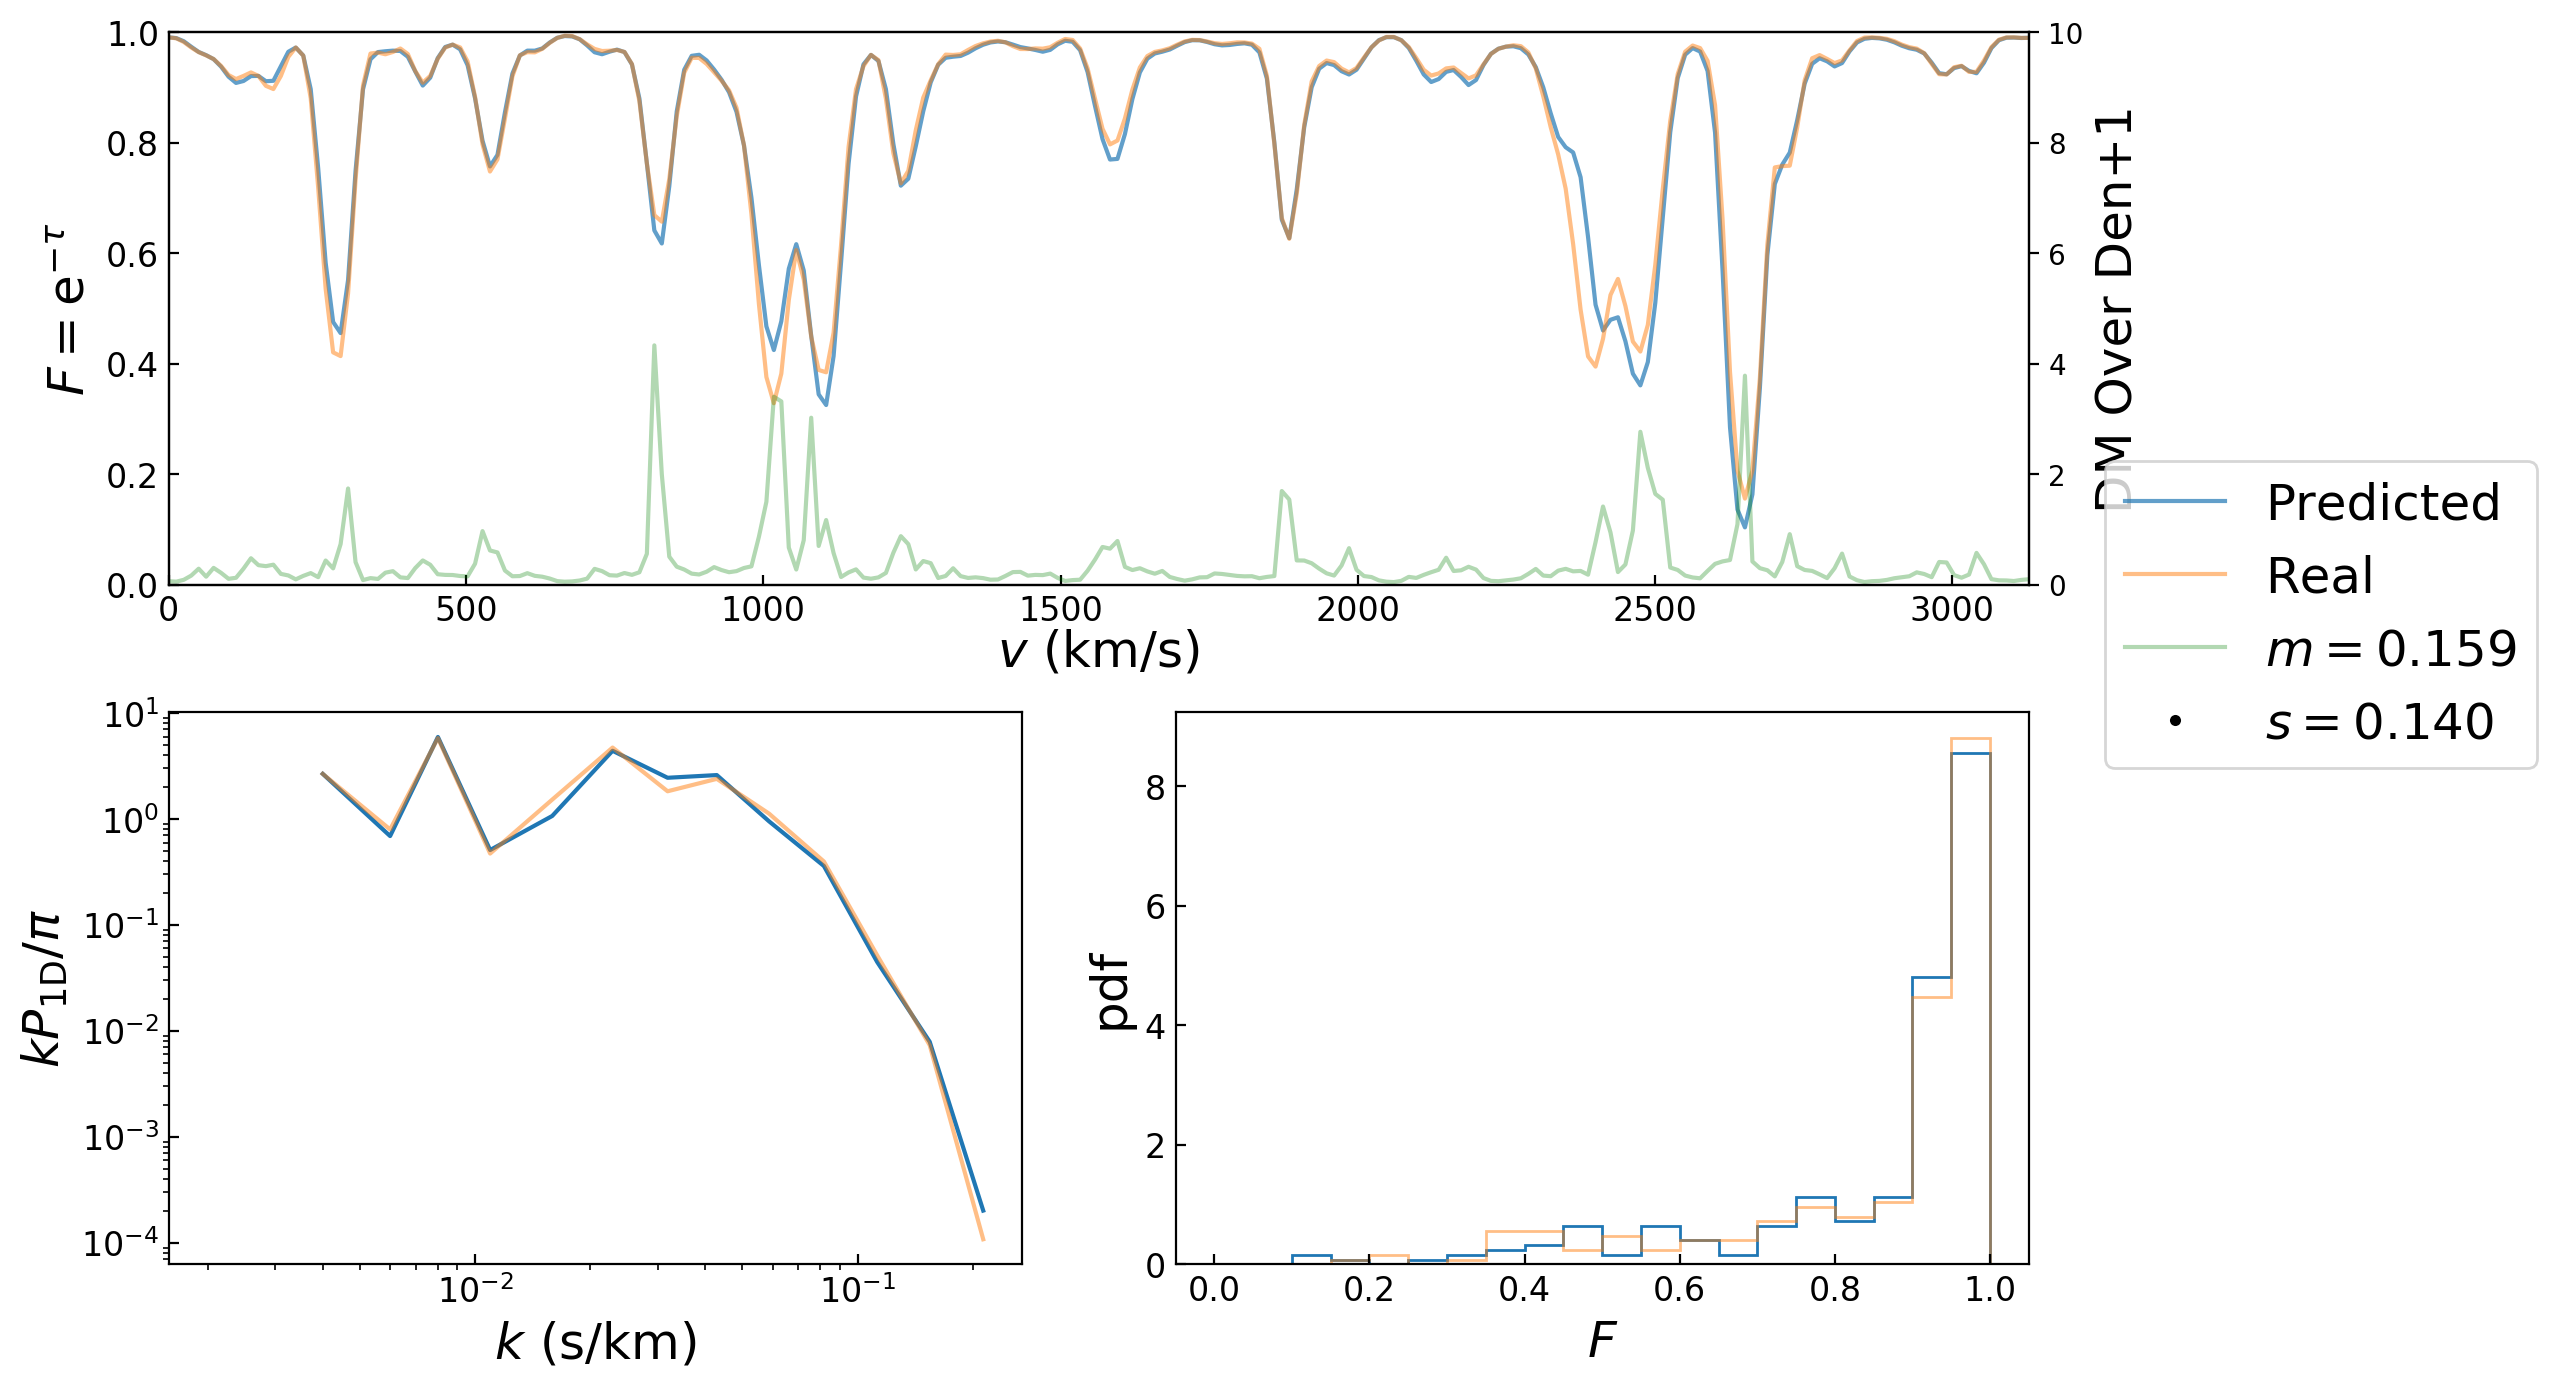 1.0
0.8
0.6
0.4
0.2
0.0
F = e^{-τ}
10
8
6
4
2
0
DM Over Den+1
0 500 1000 1500 2000 2500 3000
v (km/s)
Predicted
Real
m = 0.159
s = 0.140
10^1
10^0
10^{-1}
10^{-2}
10^{-3}
10^{-4}
kP_{1D}/π
10^{-2} 10^{-1}
k (s/km)
8
6
4
2
0
pdf
0.0 0.2 0.4 0.6 0.8 1.0
F